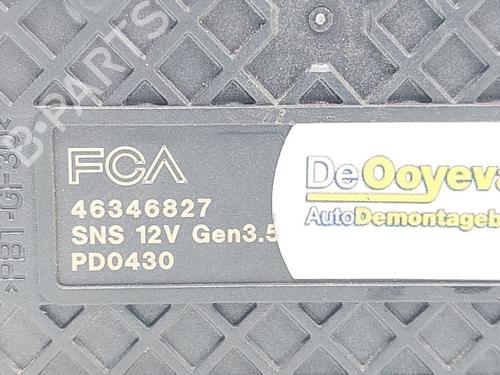 B-PARTS
>PBT-GF30<
FCA
46346827
SNS 12V Gen3.5
PD0430
DeOoyeva
AutoDemontageb